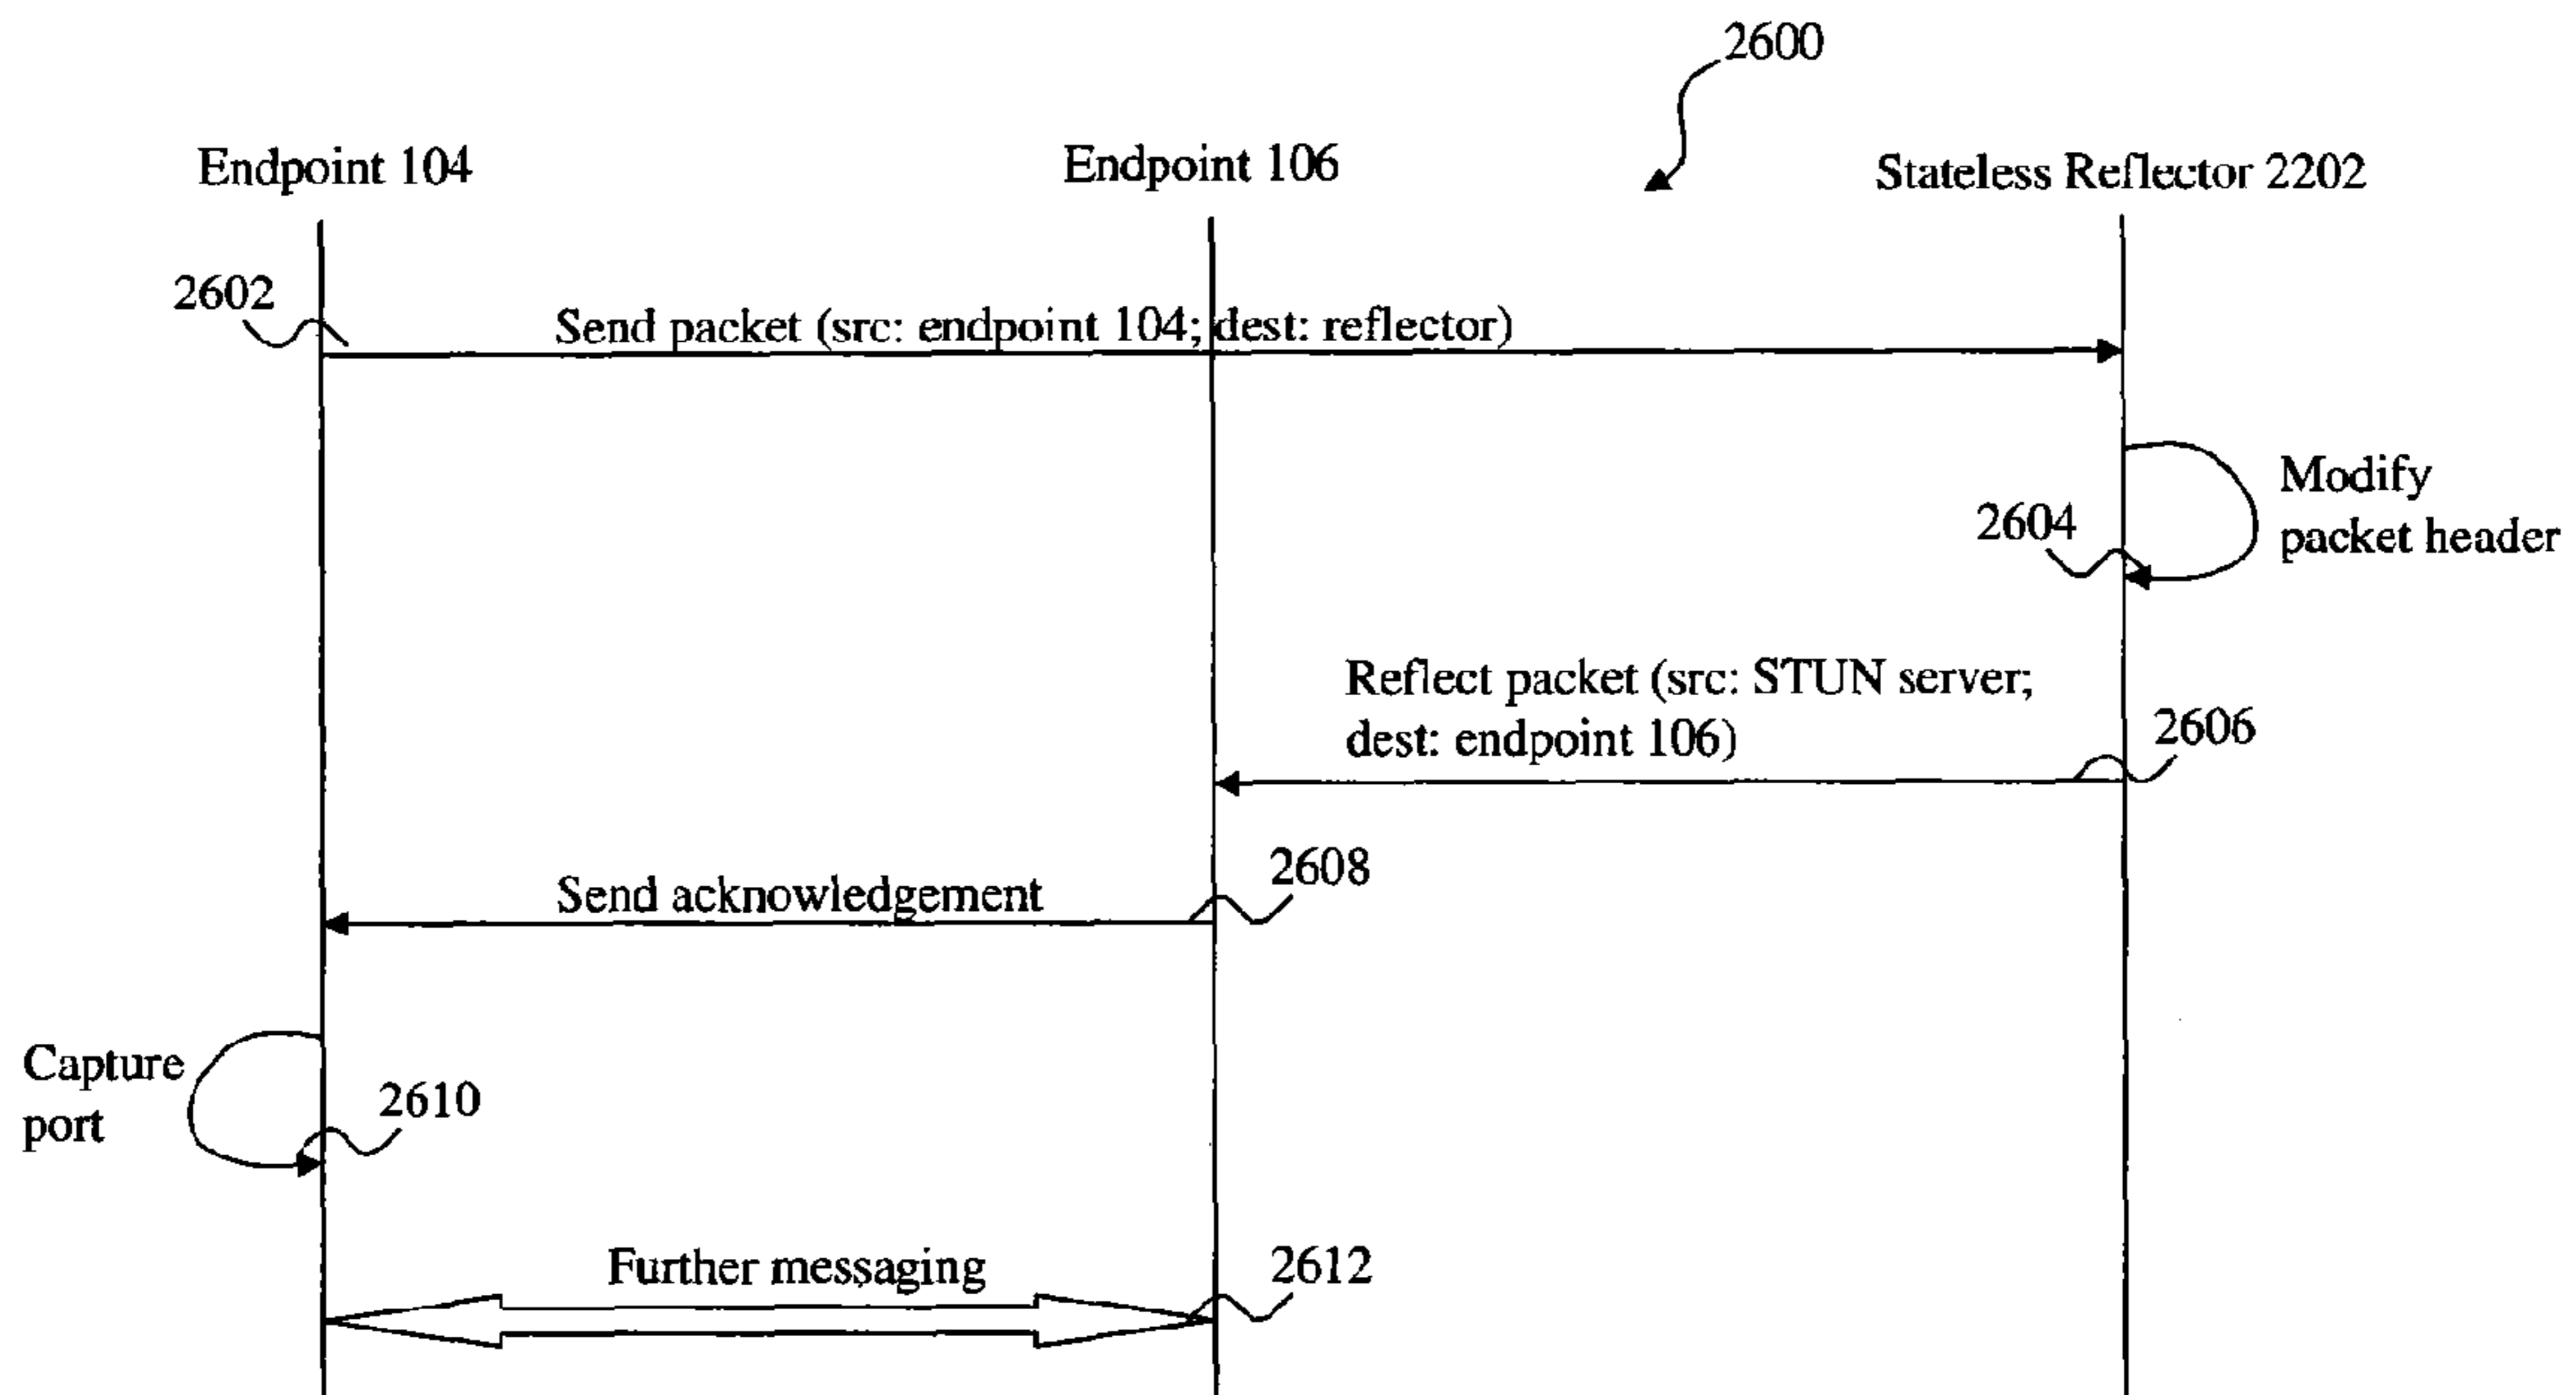 2600
Endpoint 104
Endpoint 106
Stateless Reflector 2202
2602
Send packet (src: endpoint 104; dest: reflector)
Modify
packet header
2604
Reflect packet (src: STUN server;
dest: endpoint 106)
2606
2608
Send acknowledgement
Capture
port
2610
Further messaging
2612